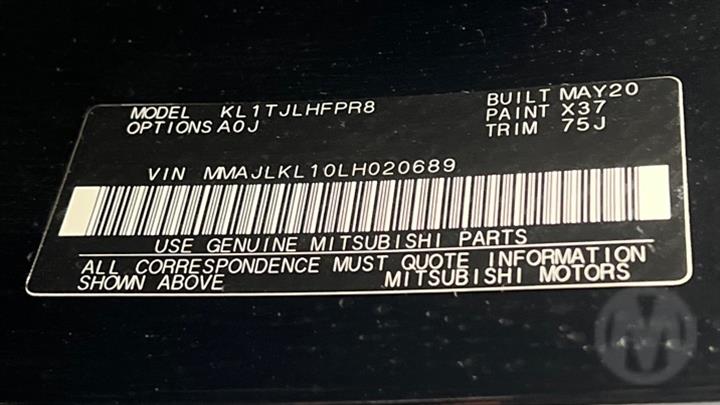 MODEL KL1TJLHFPR8 BUILT MAY20
OPTIONS A0J PAINT X37
TRIM 75J
VIN MMAJLKL10LH020689
USE GENUINE MITSUBISHI PARTS
ALL CORRESPONDENCE MUST QUOTE INFORMATION
SHOWN ABOVE MITSUBISHI MOTORS
M